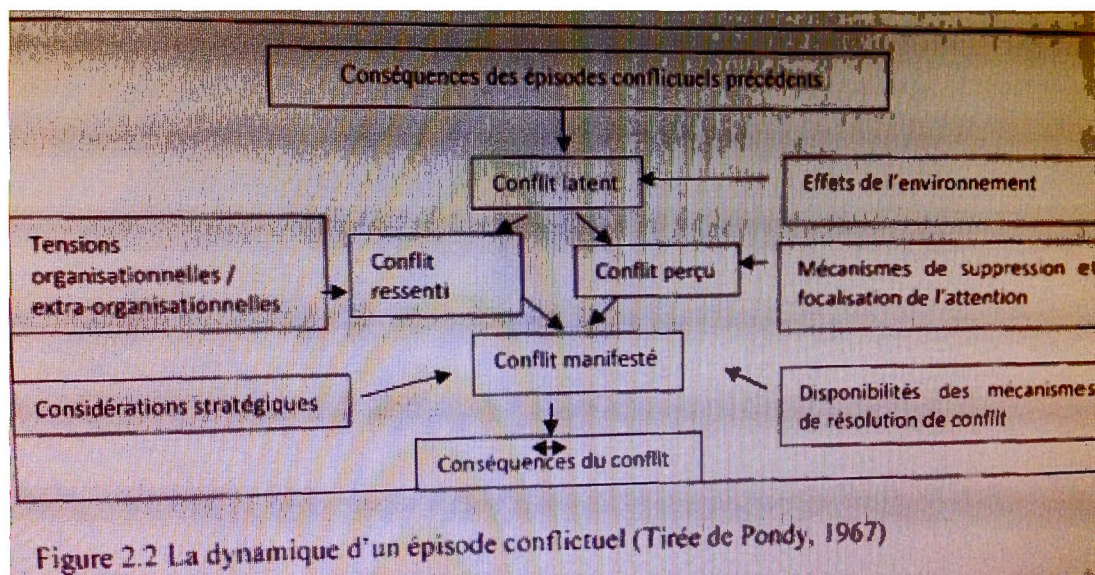 Conséquences des épisodes conflictuels précédents
Conflit latent
Effets de l'environnement
Tensions
organisationnelles /
extra-organisationnelles
Conflit
ressenti
Conflit perçu
Mécanismes de suppression et
focalisation de l'attention
Conflit manifesté
Considérations stratégiques
Disponibilités des mécanismes
de résolution de conflit
Conséquences du conflit
Figure 2.2 La dynamique d'un épisode conflictuel (Tirée de Pondy, 1967)